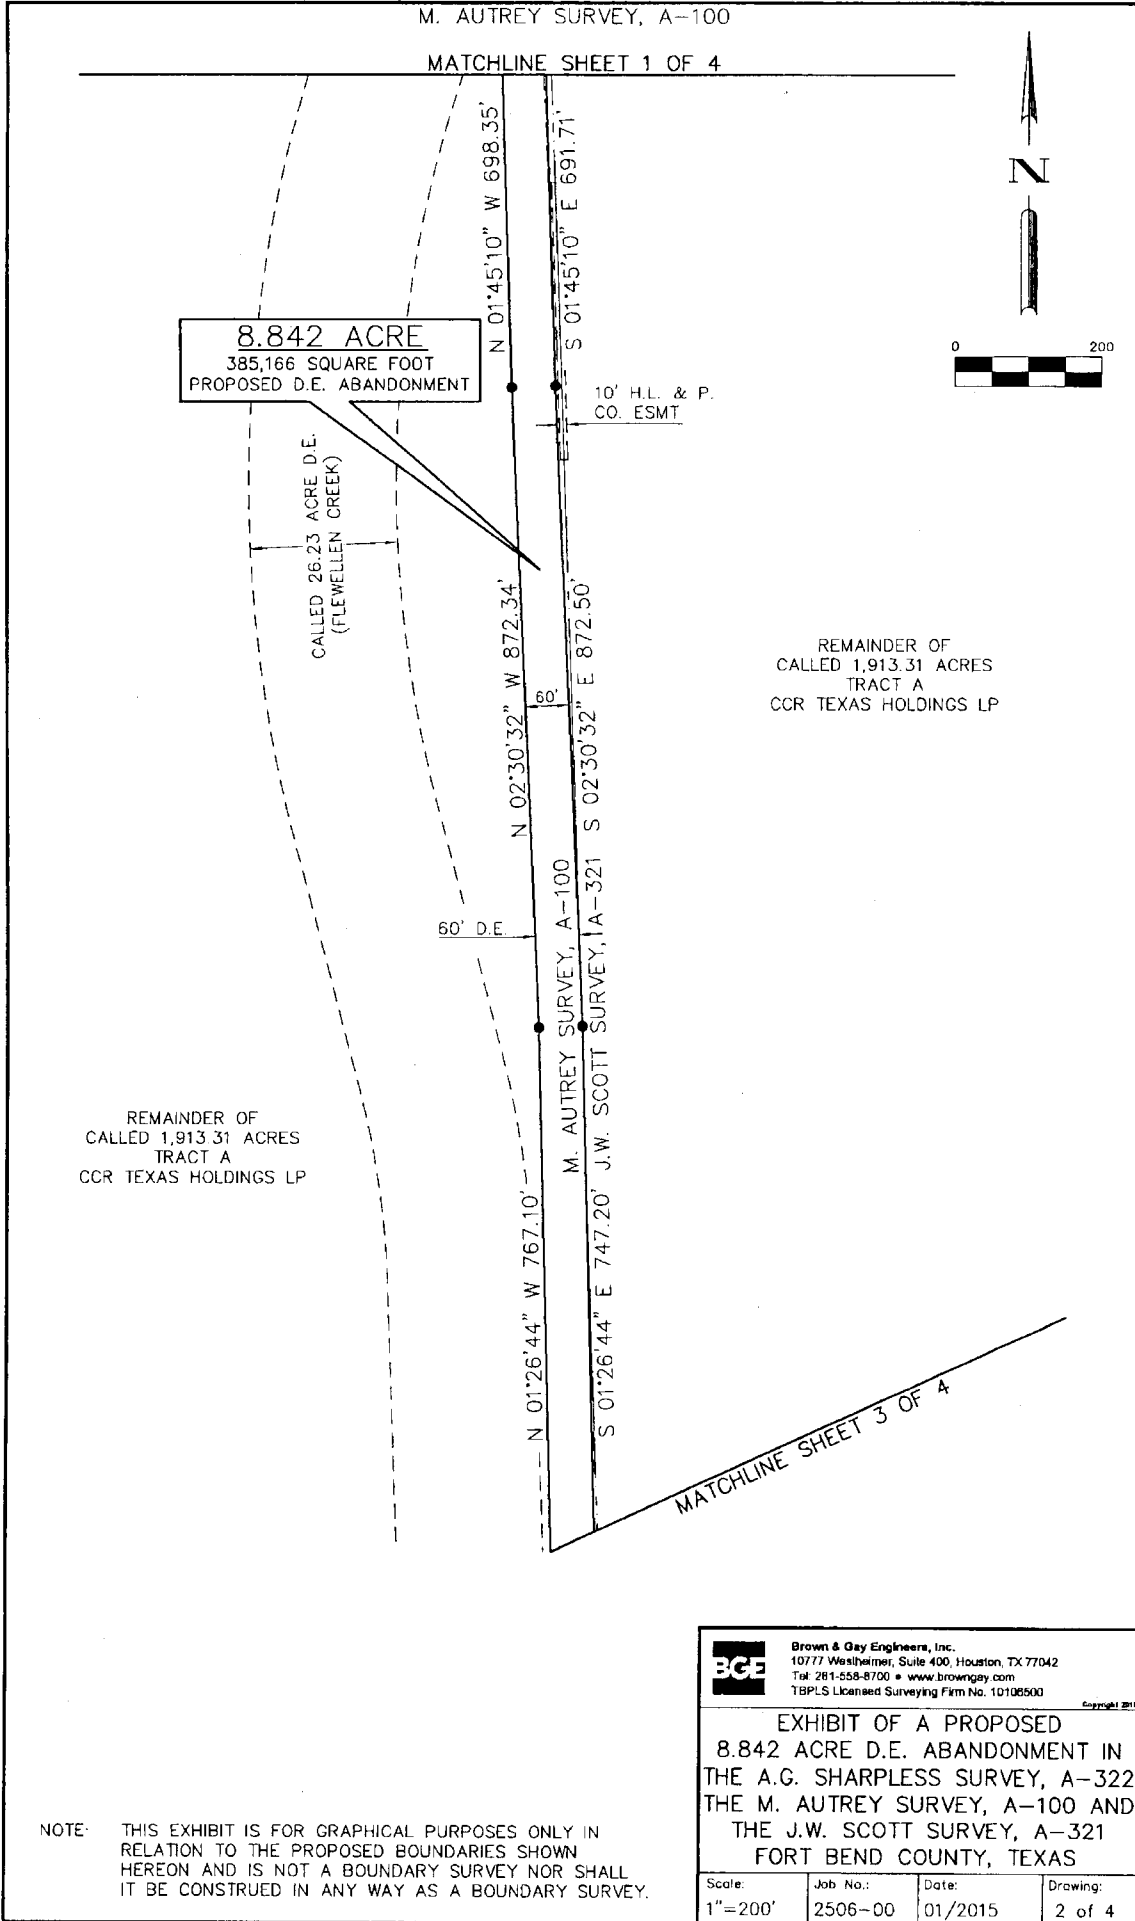 M. AUTREY SURVEY, A-100
MATCHLINE SHEET 1 OF 4
N 01°45'10" W 698.35'
S 01°45'10" E 691.71'
N
0 200
8.842 ACRE
385,166 SQUARE FOOT
PROPOSED D.E. ABANDONMENT
10' H.L. & P.
CO. ESMT
CALLED 26.23 ACRE D.E.
(FLEWELLEN CREEK)
N 02°30'32" W 872.34'
S 02°30'32" E 872.50'
60'
REMAINDER OF
CALLED 1,913.31 ACRES
TRACT A
CCR TEXAS HOLDINGS LP
60' D.E.
M. AUTREY SURVEY, A-100
J.W. SCOTT SURVEY, A-321
REMAINDER OF
CALLED 1,913.31 ACRES
TRACT A
CCR TEXAS HOLDINGS LP
N 01°26'44" W 767.10'
S 01°26'44" E 747.20'
MATCHLINE SHEET 3 OF 4
BGE
Brown & Gay Engineers, Inc.
10777 Westheimer, Suite 400, Houston, TX 77042
Tel: 281-558-8700 • www.browngay.com
TBPLS Licensed Surveying Firm No. 10106500
Copyright
EXHIBIT OF A PROPOSED
8.842 ACRE D.E. ABANDONMENT IN
THE A.G. SHARPLESS SURVEY, A-322
THE M. AUTREY SURVEY, A-100 AND
THE J.W. SCOTT SURVEY, A-321
FORT BEND COUNTY, TEXAS
Scale: Job No.: Date: Drawing:
1"=200' 2506-00 01/2015 2 of 4
NOTE: THIS EXHIBIT IS FOR GRAPHICAL PURPOSES ONLY IN
RELATION TO THE PROPOSED BOUNDARIES SHOWN
HEREON AND IS NOT A BOUNDARY SURVEY NOR SHALL
IT BE CONSTRUED IN ANY WAY AS A BOUNDARY SURVEY.